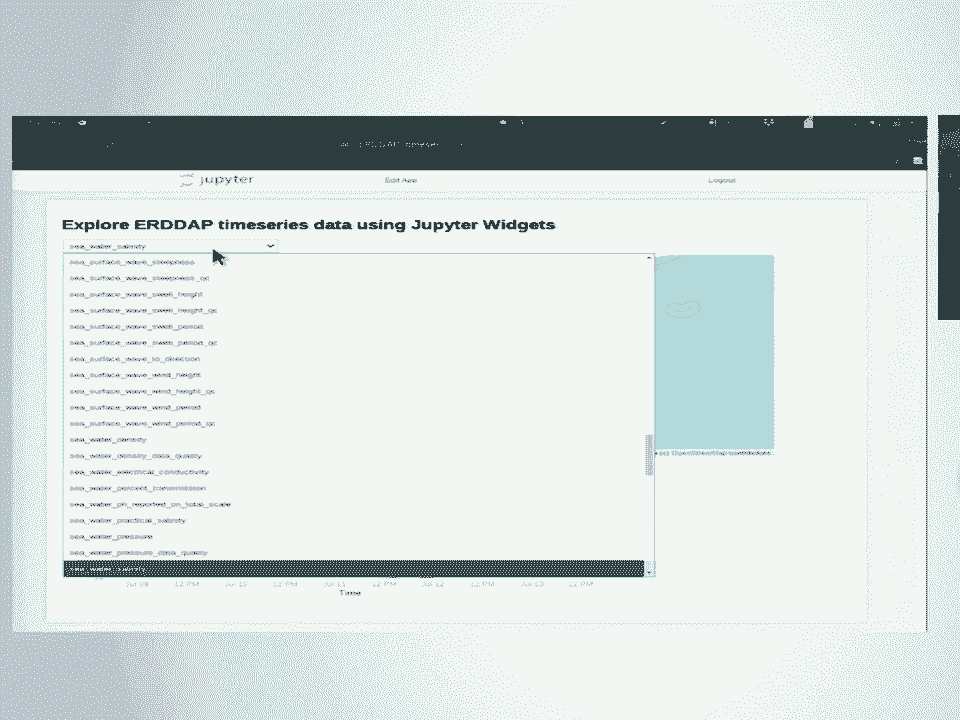 ERDDAP timeseries
jupyter
Edit App
Logout
Explore ERDDAP timeseries data using Jupyter Widgets
sea_water_salinity
sea_surface_wave_steepness
sea_surface_wave_steepness_qc
sea_surface_wave_swell_height
sea_surface_wave_swell_height_qc
sea_surface_wave_swell_period
sea_surface_wave_swell_period_qc
sea_surface_wave_to_direction
sea_surface_wave_wind_height
sea_surface_wave_wind_height_qc
sea_surface_wave_wind_period
sea_surface_wave_wind_period_qc
sea_water_density
sea_water_density_data_quality
sea_water_electrical_conductivity
sea_water_percent_transmission
sea_water_ph_reported_on_total_scale
sea_water_practical_salinity
sea_water_pressure
sea_water_pressure_data_quality
sea_water_salinity
(c) OpenStreetMap contributors
Jul 09 12 PM Jul 10 12 PM Jul 11 12 PM Jul 12 12 PM Jul 13 12 PM
Time